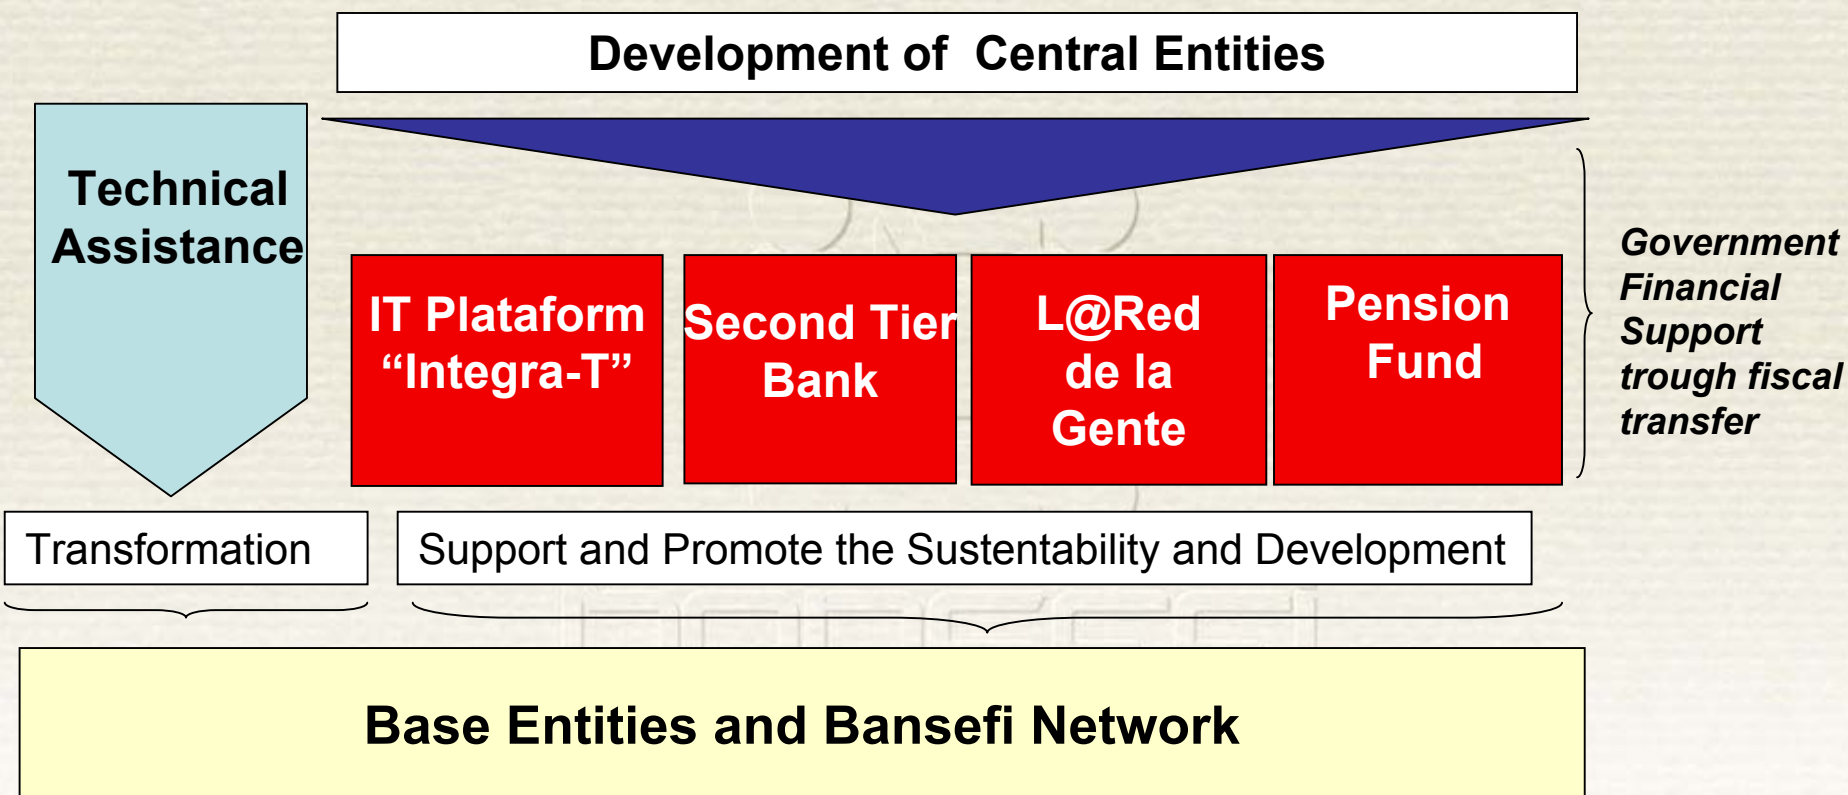 Development of Central Entities
Technical
Assistance
IT Plataform
“Integra-T”
Second Tier
Bank
L@Red
de la
Gente
Pension
Fund
Government
Financial
Support
trough fiscal
transfer
Transformation
Support and Promote the Sustentability and Development
Base Entities and Bansefi Network